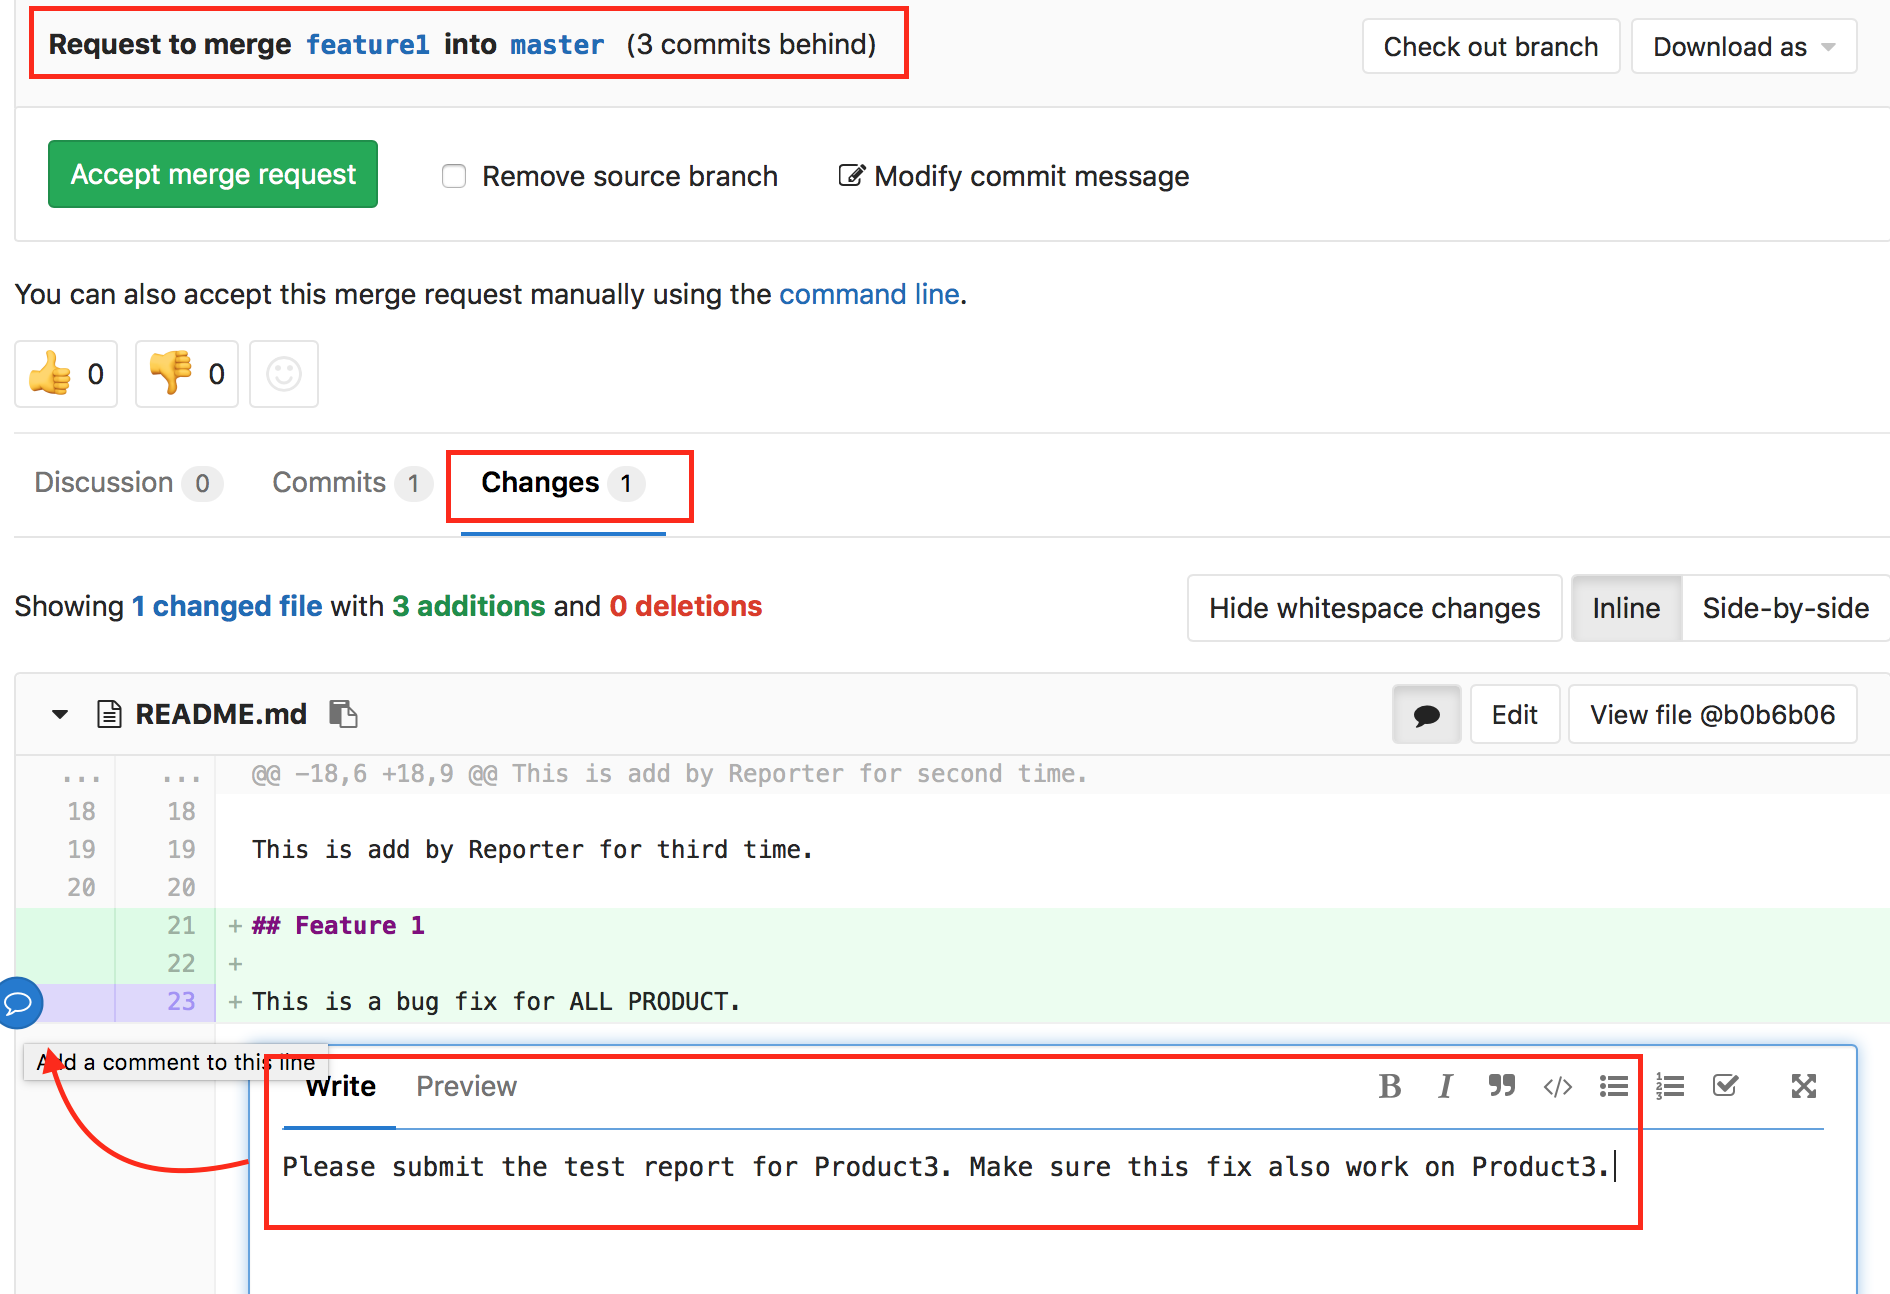 Request to merge feature1 into master (3 commits behind)
Check out branch
Download as
Accept merge request
Remove source branch
Modify commit message
You can also accept this merge request manually using the command line.
0
0
Discussion 0
Commits 1
Changes 1
Showing 1 changed file with 3 additions and 0 deletions
Hide whitespace changes
Inline
Side-by-side
README.md
Edit
View file @b0b6b06
... ... @@ -18,6 +18,9 @@ This is add by Reporter for second time.
18 18
19 19 This is add by Reporter for third time.
20 20
21 + ## Feature 1
22 +
23 + This is a bug fix for ALL PRODUCT.
Add a comment to this line
Write
Preview
Please submit the test report for Product3. Make sure this fix also work on Product3.